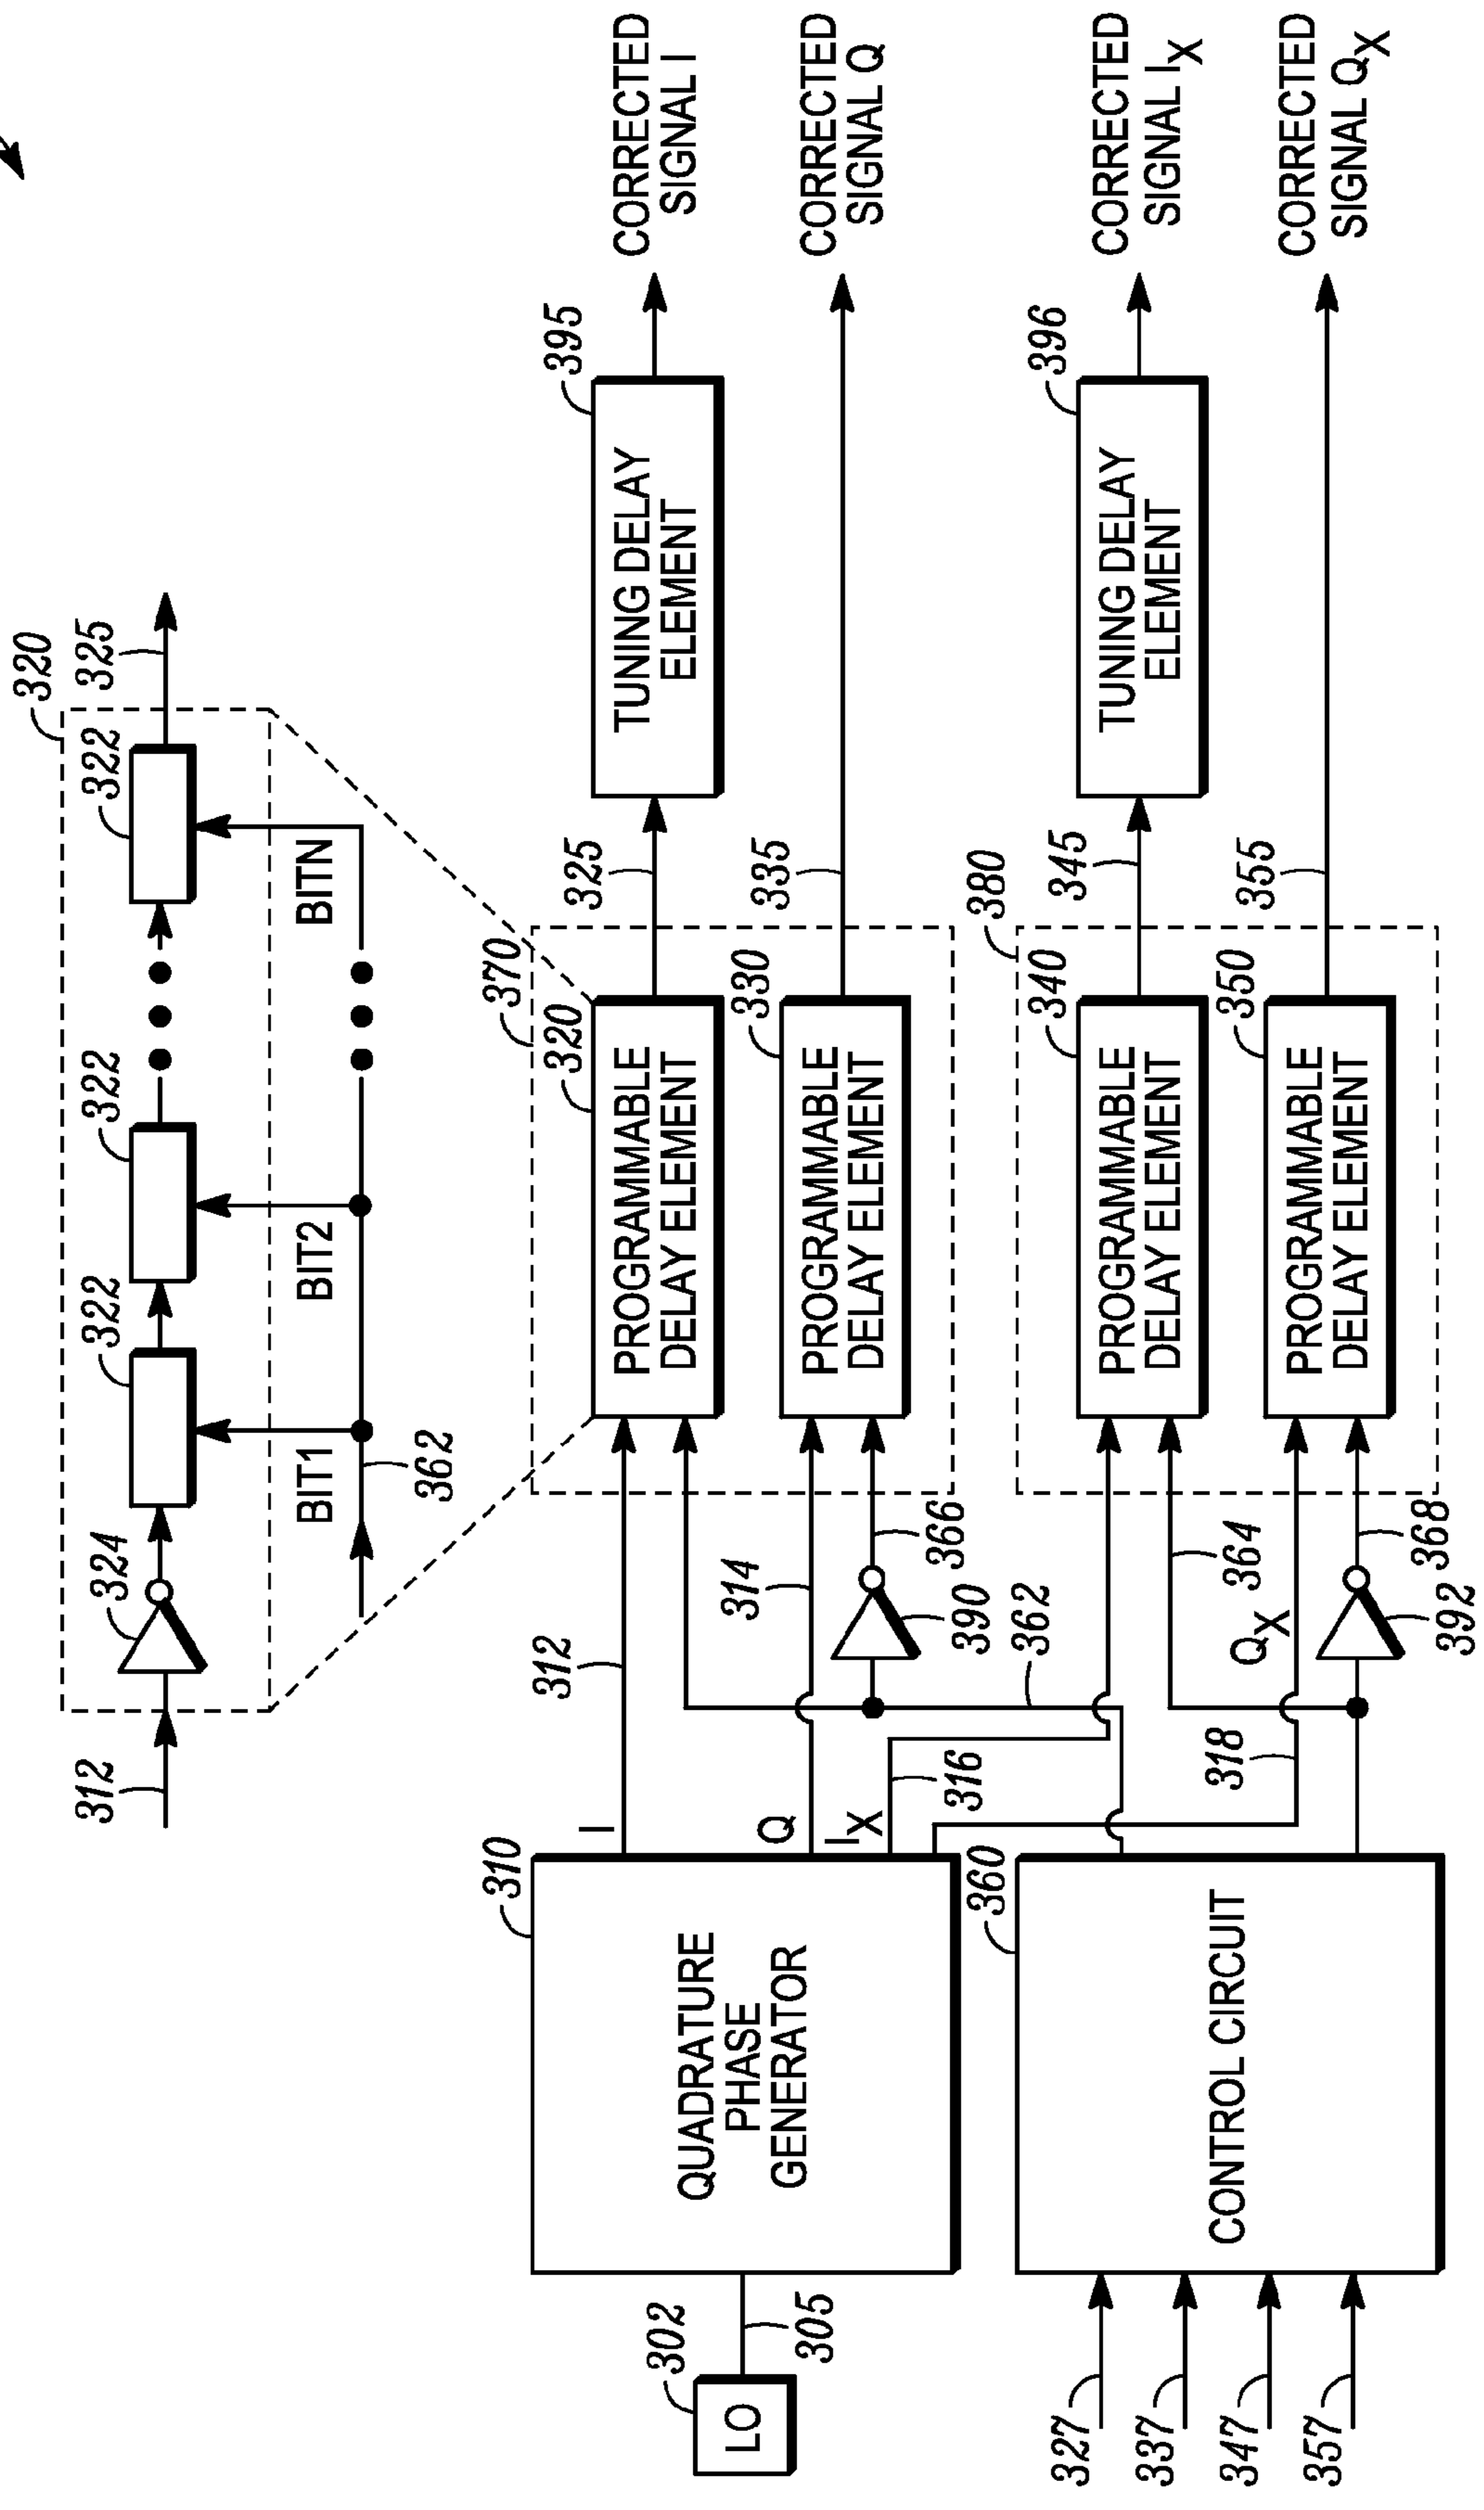 312
324
322
322
322
320
325
BIT1
BIT2
BITN
362
310
QUADRATURE
PHASE
GENERATOR
302
LO
305
I
312
Q
314
IX
316
QX
318
370
320
PROGRAMMABLE
DELAY ELEMENT
325
395
TUNING DELAY
ELEMENT
CORRECTED
SIGNAL I
330
PROGRAMMABLE
DELAY ELEMENT
335
CORRECTED
SIGNAL Q
366
390
362
360
CONTROL CIRCUIT
327
337
347
357
380
340
PROGRAMMABLE
DELAY ELEMENT
345
396
TUNING DELAY
ELEMENT
CORRECTED
SIGNAL IX
364
350
PROGRAMMABLE
DELAY ELEMENT
355
CORRECTED
SIGNAL QX
368
392